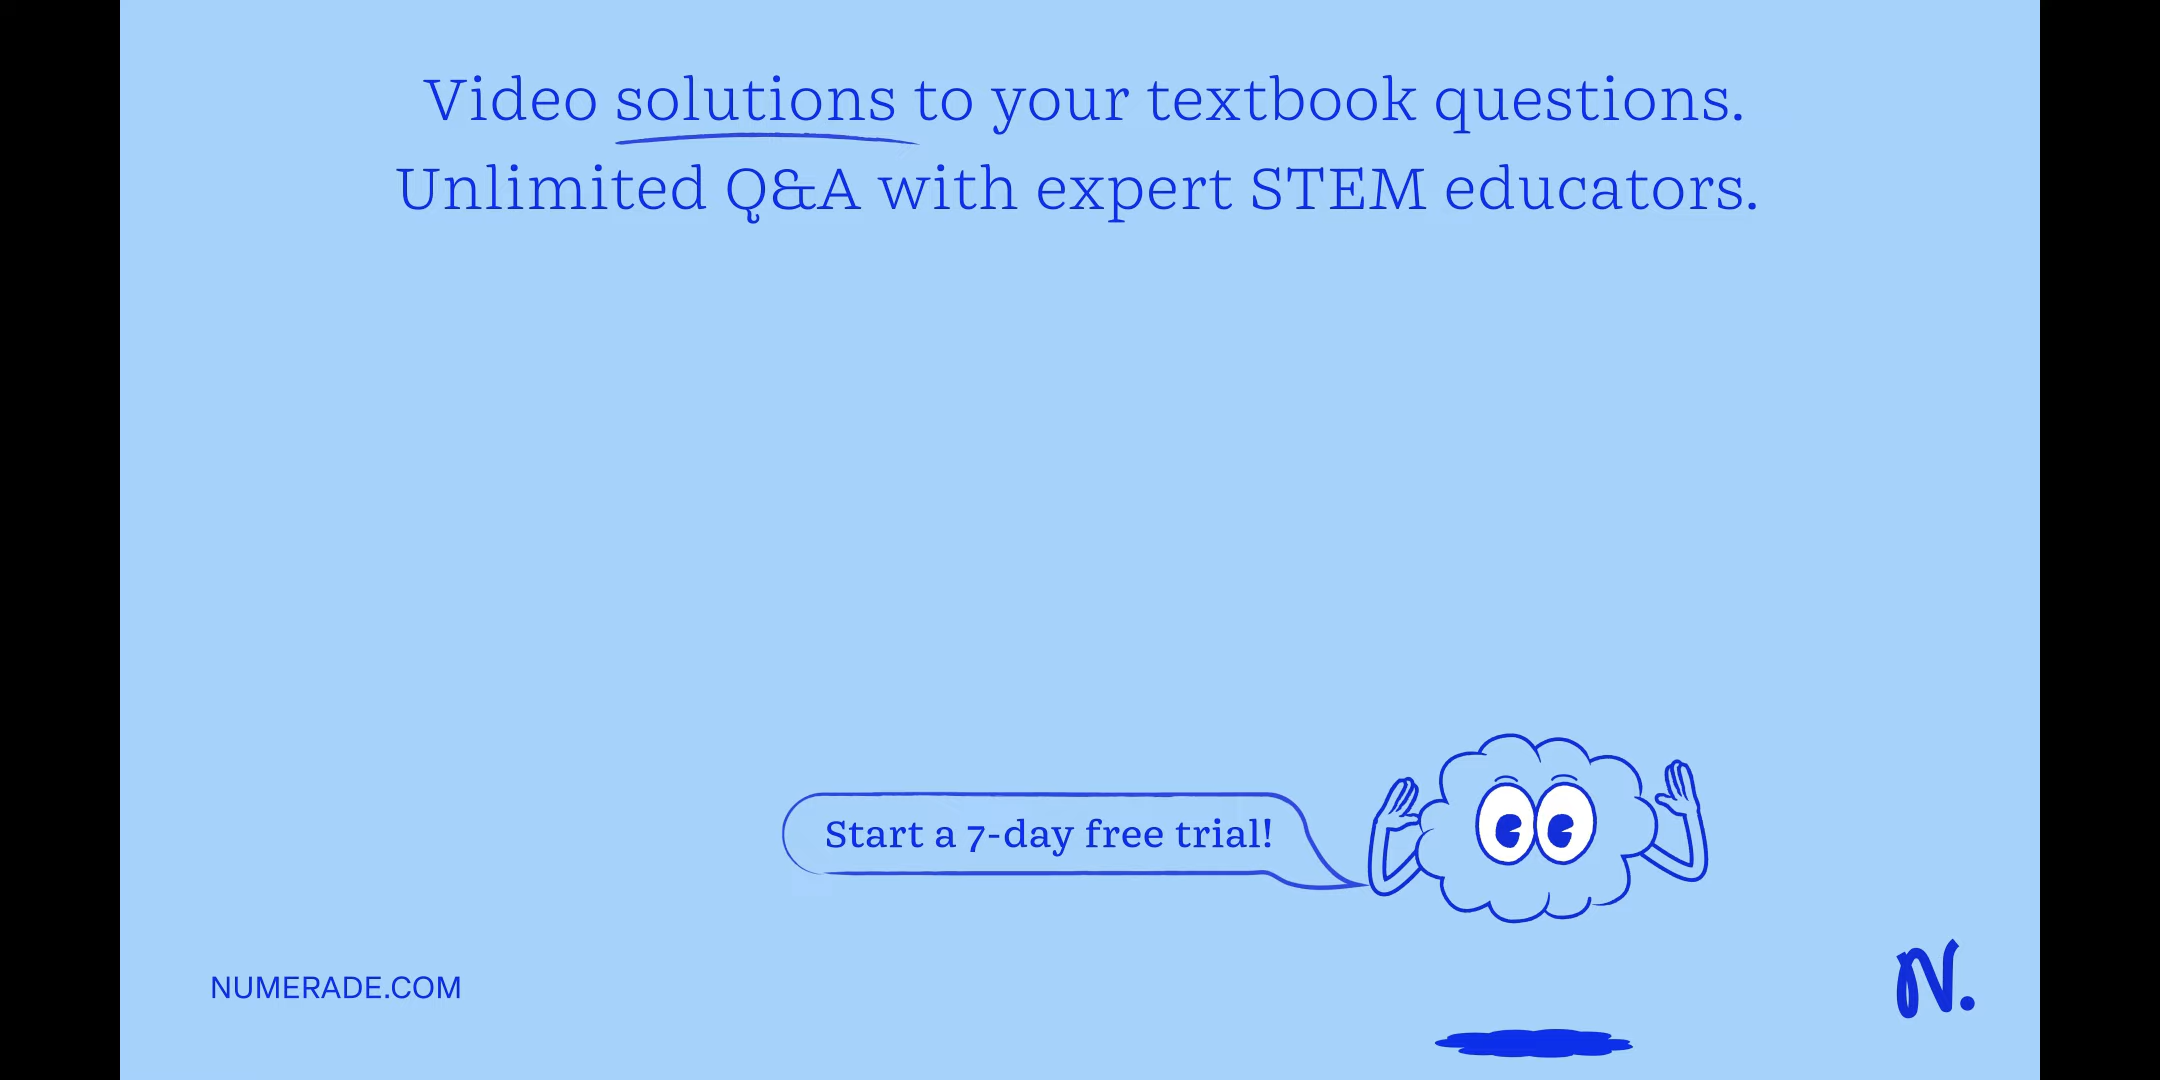 Video solutions to your textbook questions.
Unlimited Q&A with expert STEM educators.
Start a 7-day free trial!
NUMERADE.COM
N.